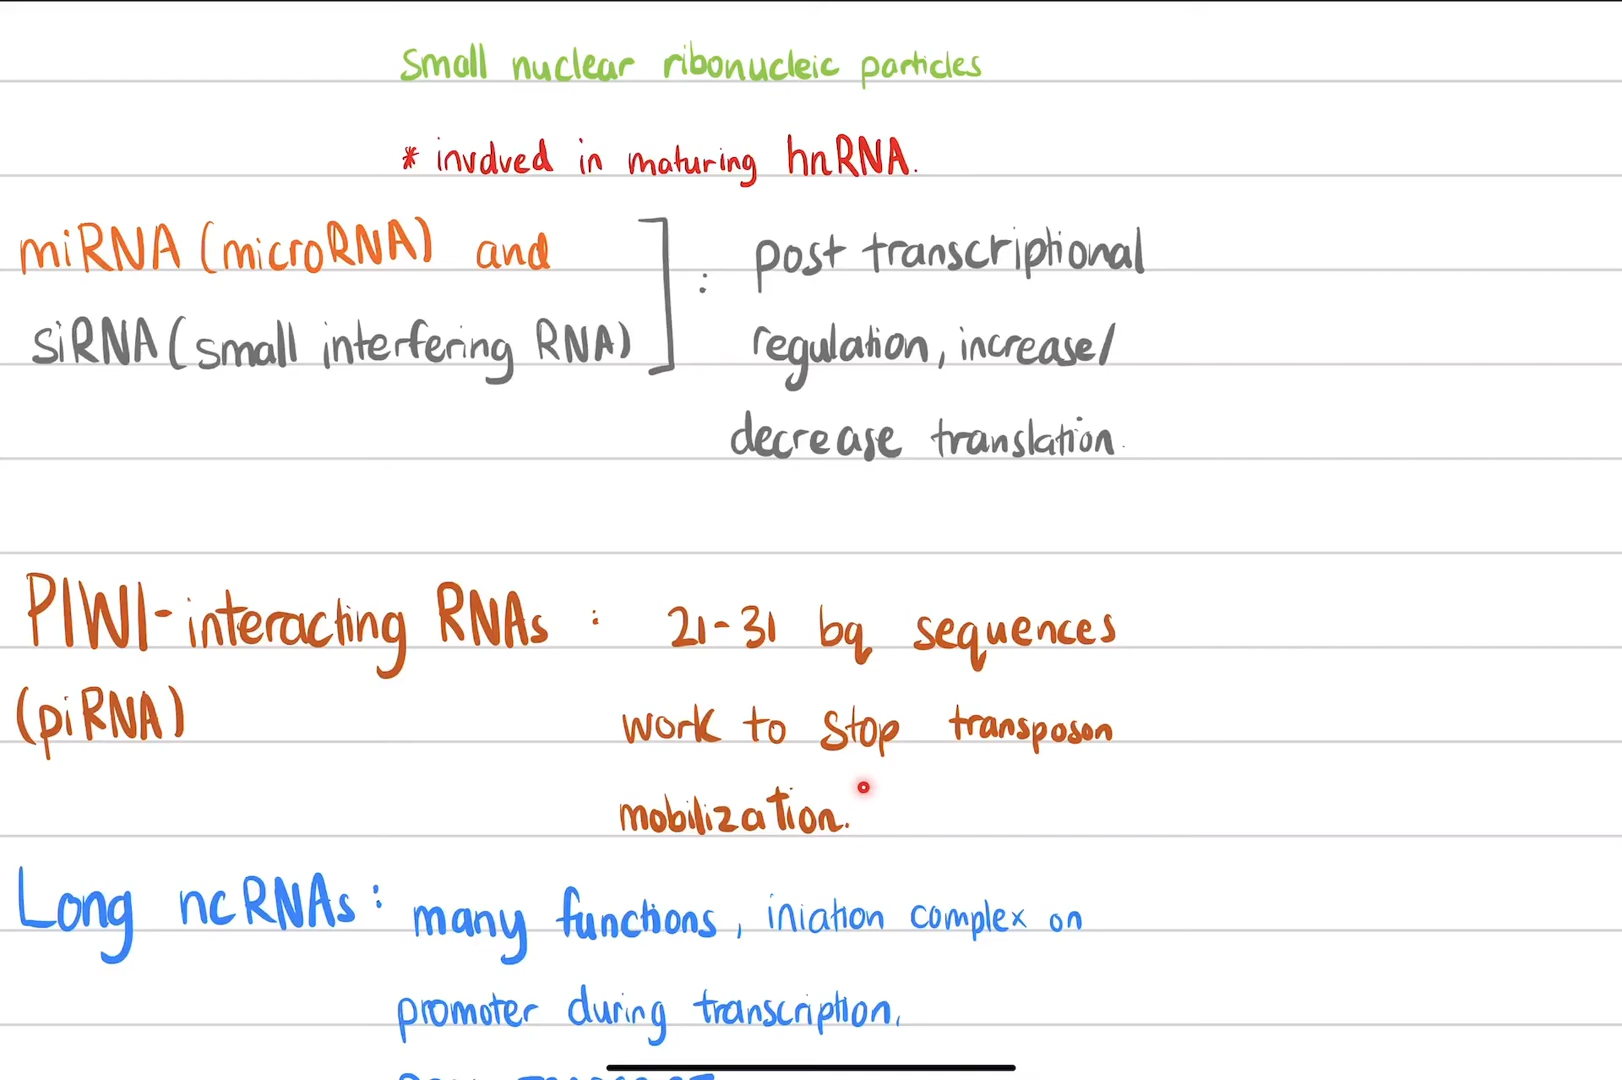 Small nuclear ribonucleic particles
* involved in maturing hnRNA.
miRNA (microRNA) and
siRNA (small interfering RNA) ] : post transcriptional
regulation, increase/
decrease translation.
PIWI-interacting RNAs : 21-31 bq sequences
(piRNA) work to stop transposon
mobilization.
Long ncRNAs : many functions, iniation complex on
promoter during transcription,